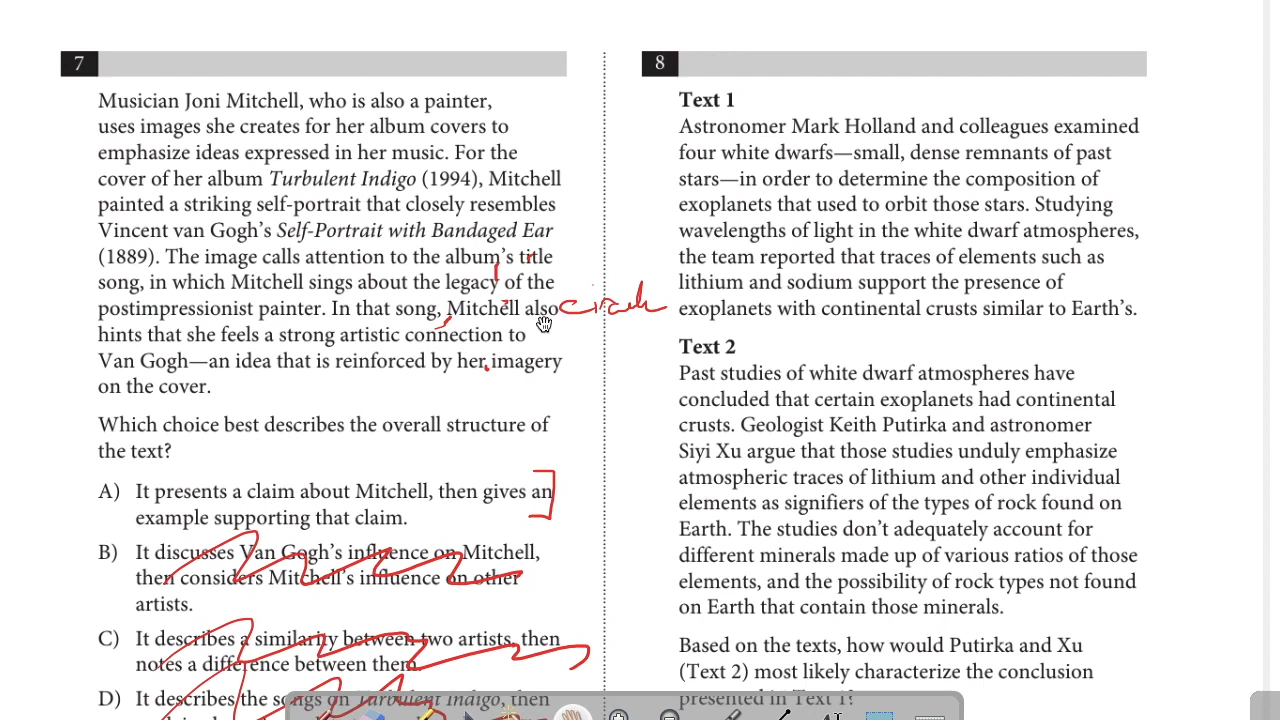 7
Musician Joni Mitchell, who is also a painter,
uses images she creates for her album covers to
emphasize ideas expressed in her music. For the
cover of her album Turbulent Indigo (1994), Mitchell
painted a striking self-portrait that closely resembles
Vincent van Gogh's Self-Portrait with Bandaged Ear
(1889). The image calls attention to the album's title
song, in which Mitchell sings about the legacy of the
postimpressionist painter. In that song, Mitchell also
hints that she feels a strong artistic connection to
Van Gogh—an idea that is reinforced by her imagery
on the cover.
Which choice best describes the overall structure of
the text?
A) It presents a claim about Mitchell, then gives an
example supporting that claim.
B) It discusses Van Gogh's influence on Mitchell,
then considers Mitchell's influence on other
artists.
C) It describes a similarity between two artists, then
notes a difference between them.
D) It describes the songs on Turbulent Indigo, then
8
Text 1
Astronomer Mark Holland and colleagues examined
four white dwarfs—small, dense remnants of past
stars—in order to determine the composition of
exoplanets that used to orbit those stars. Studying
wavelengths of light in the white dwarf atmospheres,
the team reported that traces of elements such as
lithium and sodium support the presence of
exoplanets with continental crusts similar to Earth's.
Text 2
Past studies of white dwarf atmospheres have
concluded that certain exoplanets had continental
crusts. Geologist Keith Putirka and astronomer
Siyi Xu argue that those studies unduly emphasize
atmospheric traces of lithium and other individual
elements as signifiers of the types of rock found on
Earth. The studies don't adequately account for
different minerals made up of various ratios of those
elements, and the possibility of rock types not found
on Earth that contain those minerals.
Based on the texts, how would Putirka and Xu
(Text 2) most likely characterize the conclusion
presented in Text 1?